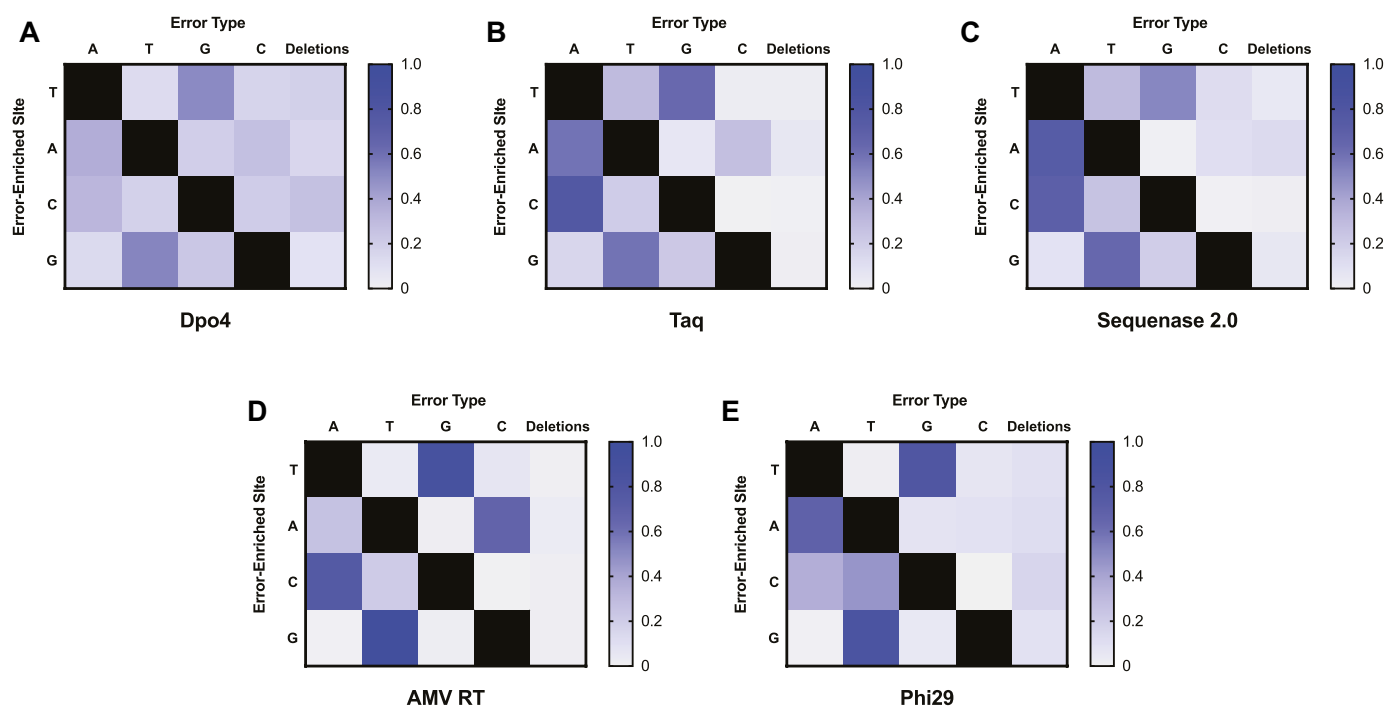 A
Error Type
A T G C Deletions
Error-Enriched SIte
T
A
C
G
1.0
0.8
0.6
0.4
0.2
0
Dpo4
B
Error Type
A T G C Deletions
Error-Enriched SIte
T
A
C
G
1.0
0.8
0.6
0.4
0.2
0
Taq
C
Error Type
A T G C Deletions
Error-Enriched SIte
T
A
C
G
1.0
0.8
0.6
0.4
0.2
0
Sequenase 2.0
D
Error Type
A T G C Deletions
Error-Enriched SIte
T
A
C
G
1.0
0.8
0.6
0.4
0.2
0
AMV RT
E
Error Type
A T G C Deletions
Error-Enriched SIte
T
A
C
G
1.0
0.8
0.6
0.4
0.2
0
Phi29